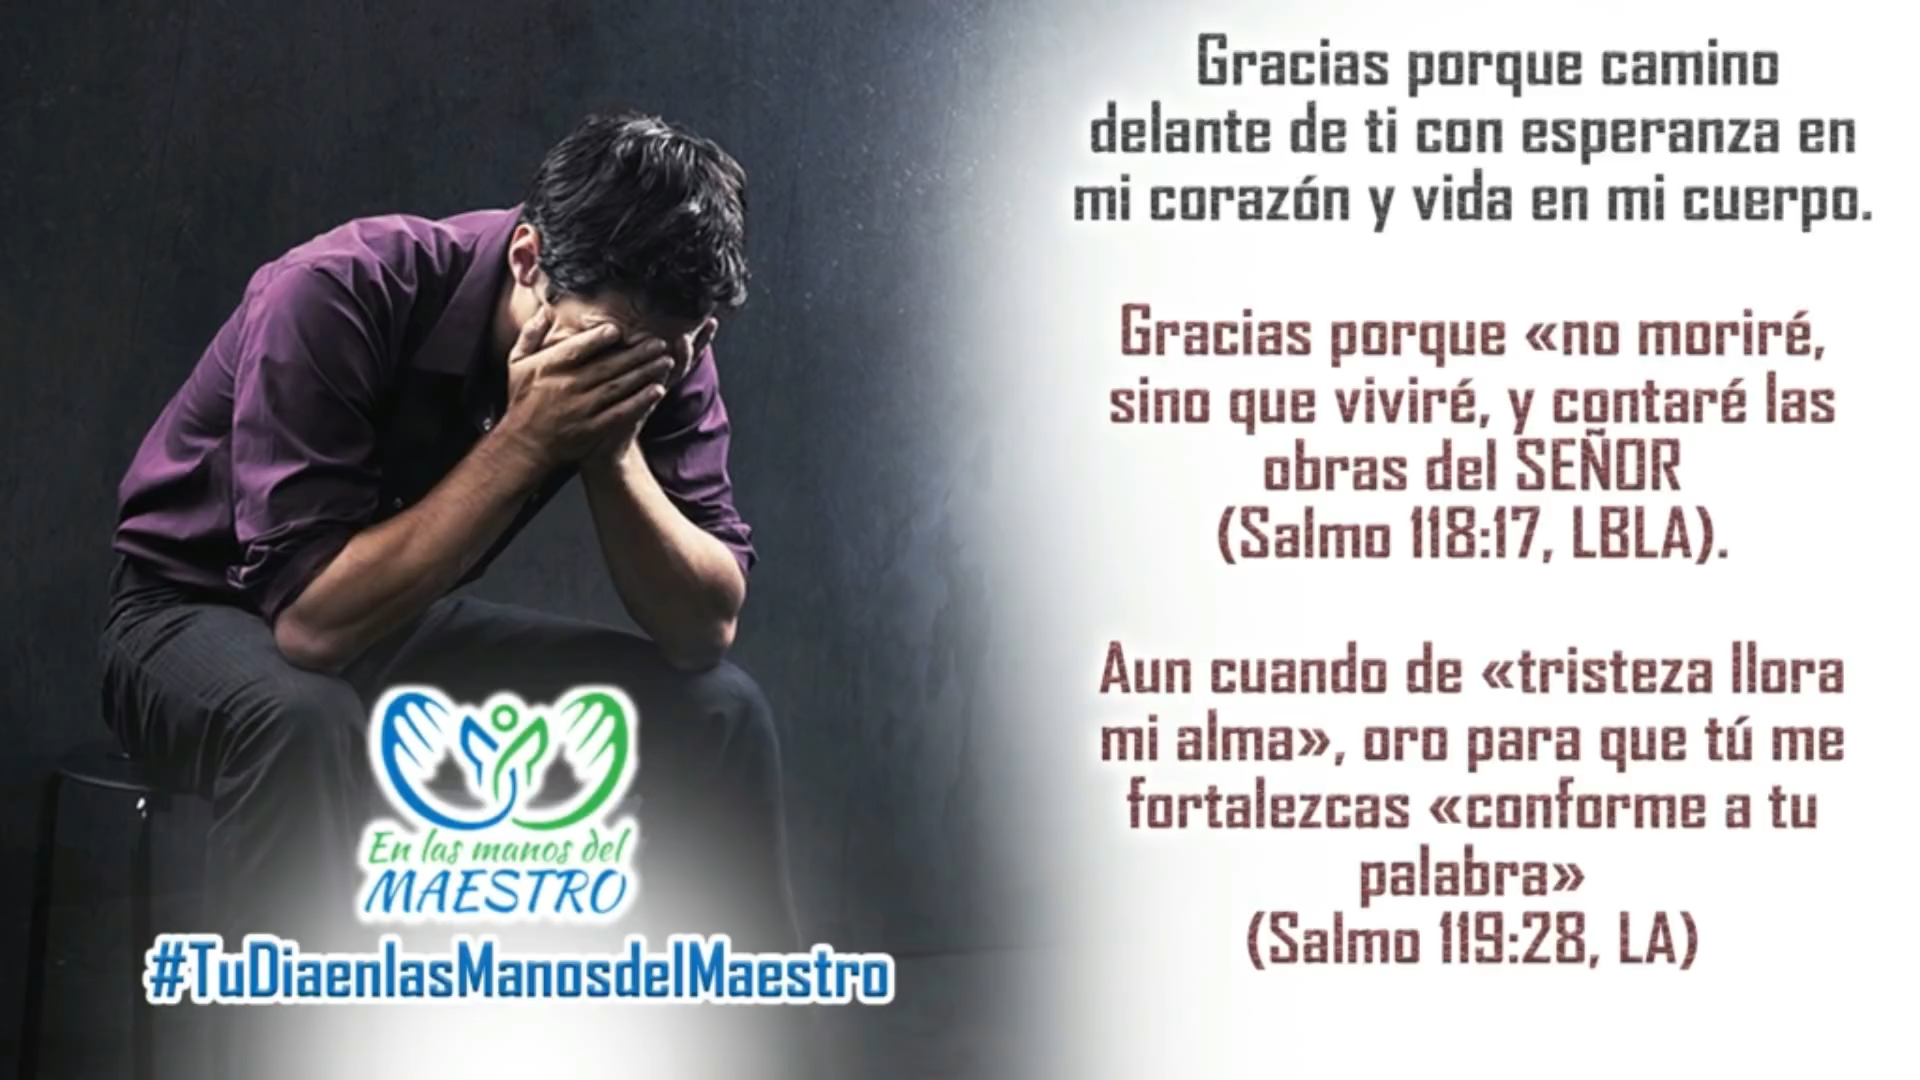 Gracias porque camino
delante de ti con esperanza en
mi corazón y vida en mi cuerpo.
Gracias porque «no moriré,
sino que viviré, y contaré las
obras del SEÑOR
(Salmo 118:17, LBLA).
Aun cuando de «tristeza llora
mi alma», oro para que tú me
fortalezcas «conforme a tu
palabra»
(Salmo 119:28, LA)
En las manos del
MAESTRO
#TuDiaenlasManosdelMaestro